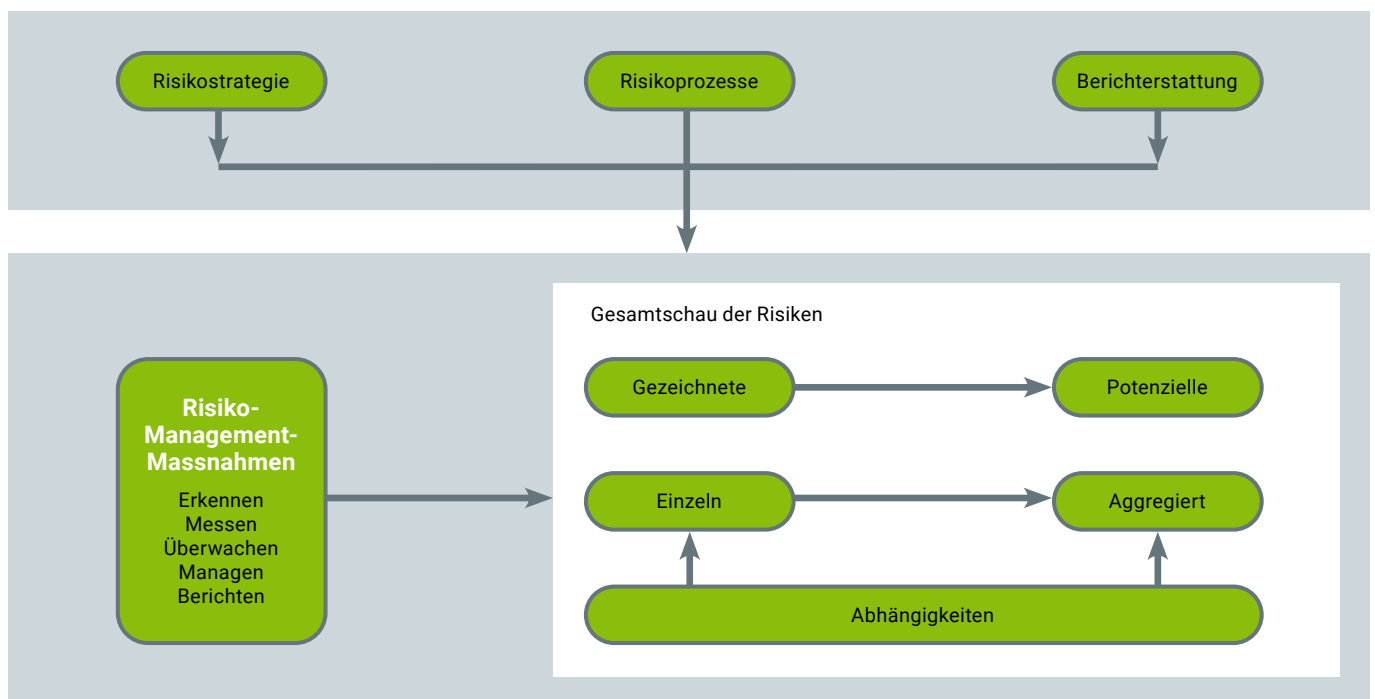 Risikostrategie
Risikoprozesse
Berichterstattung
Risiko-
Management-
Massnahmen
Erkennen
Messen
Überwachen
Managen
Berichten
Gesamtschau der Risiken
Gezeichnete
Potenzielle
Einzeln
Aggregiert
Abhängigkeiten